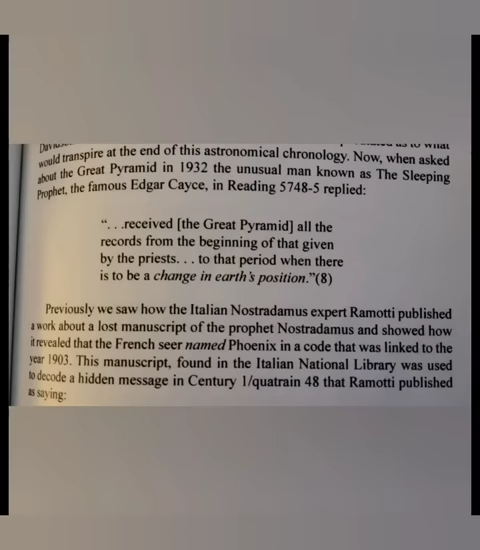 would transpire at the end of this astronomical chronology. Now, when asked
about the Great Pyramid in 1932 the unusual man known as The Sleeping
Prophet, the famous Edgar Cayce, in Reading 5748-5 replied:
“. . .received [the Great Pyramid] all the
records from the beginning of that given
by the priests. . . to that period when there
is to be a change in earth’s position.”(8)
Previously we saw how the Italian Nostradamus expert Ramotti published
a work about a lost manuscript of the prophet Nostradamus and showed how
it revealed that the French seer named Phoenix in a code that was linked to the
year 1903. This manuscript, found in the Italian National Library was used
to decode a hidden message in Century 1/quatrain 48 that Ramotti published
as saying: